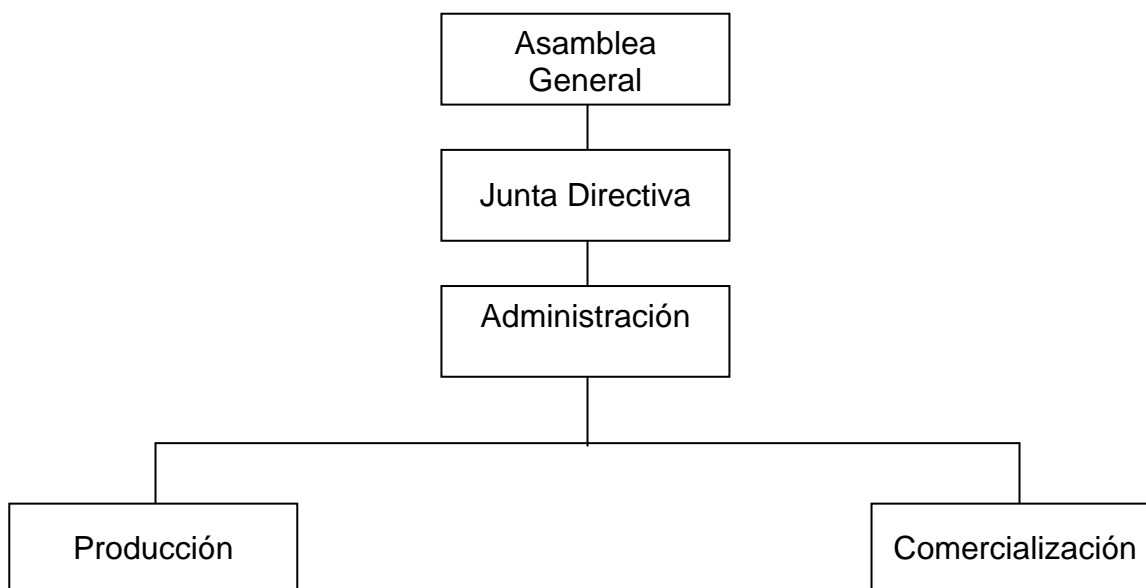 Asamblea
General
Junta Directiva
Administración
Producción
Comercialización